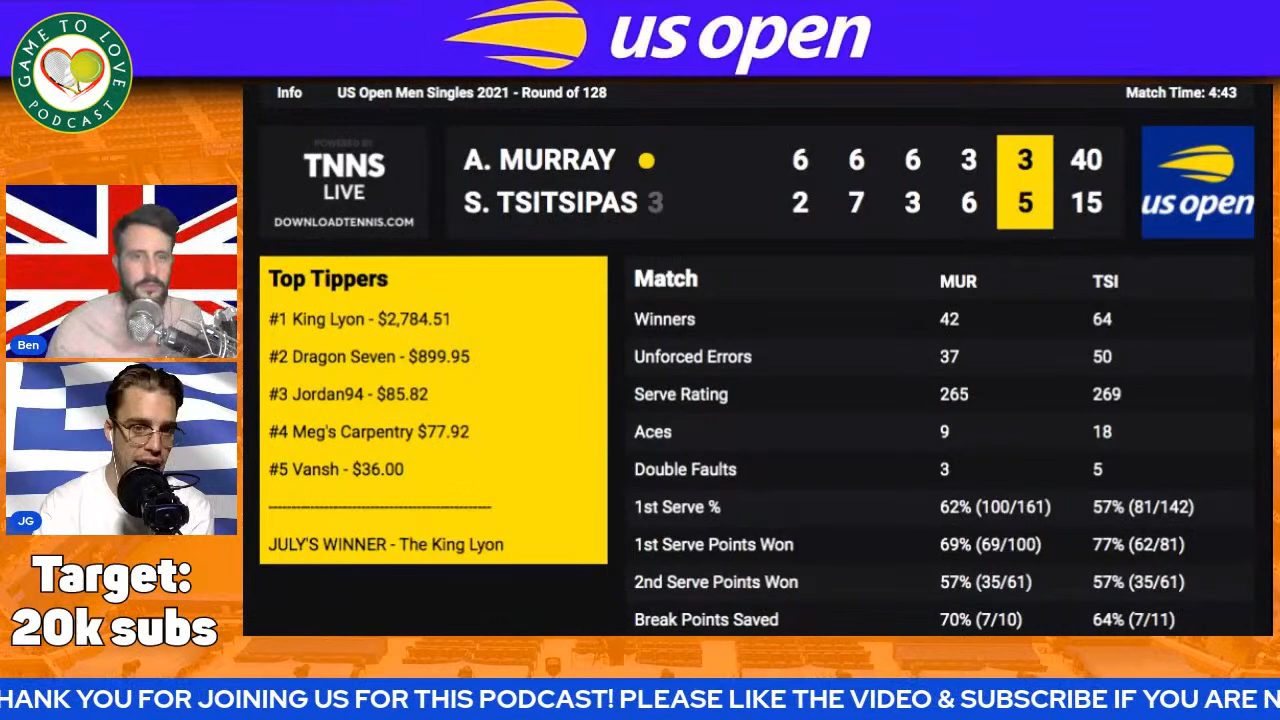 GAME TO LOVE
PODCAST
us open
Info US Open Men Singles 2021 - Round of 128 Match Time: 4:43
POWERED BY
TNNS
LIVE
DOWNLOADTENNIS.COM
A. MURRAY 6 6 6 3 3 40
S. TSITSIPAS 3 2 7 3 6 5 15
us open
Top Tippers
#1 King Lyon - $2,784.51
#2 Dragon Seven - $899.95
#3 Jordan94 - $85.82
#4 Meg's Carpentry $77.92
#5 Vansh - $36.00
----------------------------------------------------
JULY'S WINNER - The King Lyon
Match MUR TSI
Winners 42 64
Unforced Errors 37 50
Serve Rating 265 269
Aces 9 18
Double Faults 3 5
1st Serve % 62% (100/161) 57% (81/142)
1st Serve Points Won 69% (69/100) 77% (62/81)
2nd Serve Points Won 57% (35/61) 57% (35/61)
Break Points Saved 70% (7/10) 64% (7/11)
Ben
JG
Target:
20k subs
HANK YOU FOR JOINING US FOR THIS PODCAST! PLEASE LIKE THE VIDEO & SUBSCRIBE IF YOU ARE N